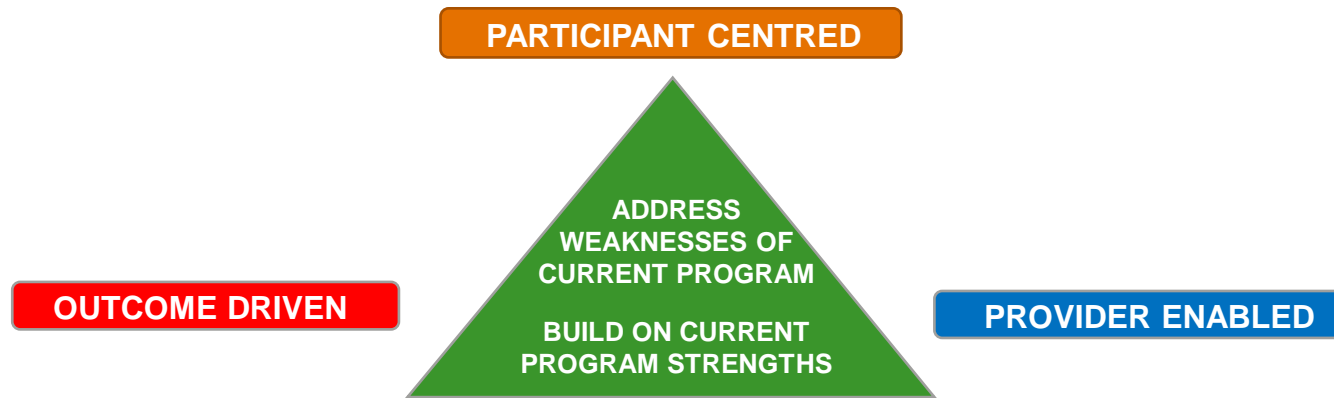 PARTICIPANT CENTRED
ADDRESS
WEAKNESSES OF
CURRENT PROGRAM
OUTCOME DRIVEN
PROVIDER ENABLED
BUILD ON CURRENT
PROGRAM STRENGTHS